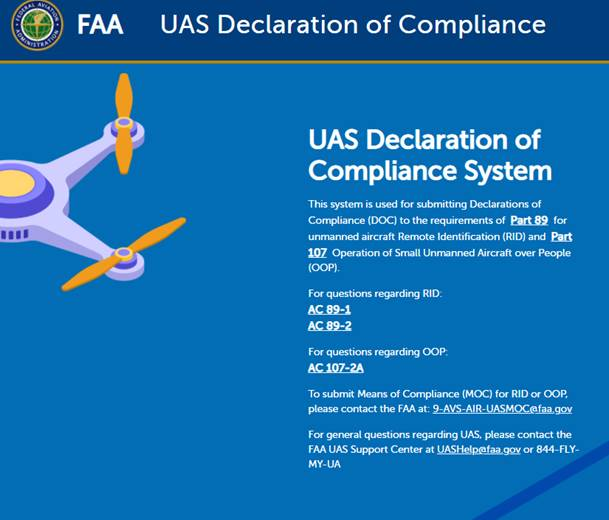 FEDERAL AVIATION
ADMINISTRATION
FAA
UAS Declaration of Compliance
UAS Declaration of
Compliance System
This system is used for submitting Declarations of
Compliance (DOC) to the requirements of Part 89 for
unmanned aircraft Remote Identification (RID) and Part
107 Operation of Small Unmanned Aircraft over People
(OOP).
For questions regarding RID:
AC 89-1
AC 89-2
For questions regarding OOP:
AC 107-2A
To submit Means of Compliance (MOC) for RID or OOP,
please contact the FAA at: 9-AVS-AIR-UASMOC@faa.gov
For general questions regarding UAS, please contact the
FAA UAS Support Center at UASHelp@faa.gov or 844-FLY-
MY-UA